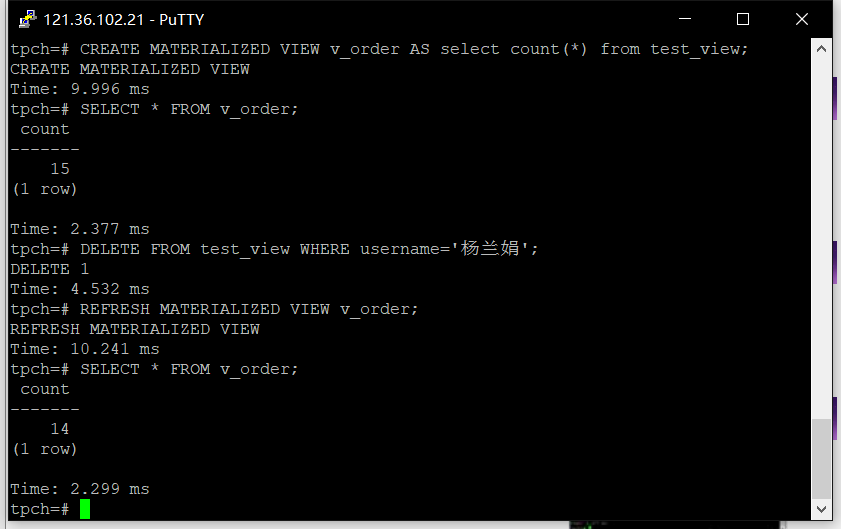 121.36.102.21 - PuTTY
tpch=# CREATE MATERIALIZED VIEW v_order AS select count(*) from test_view;
CREATE MATERIALIZED VIEW
Time: 9.996 ms
tpch=# SELECT * FROM v_order;
 count
-------
    15
(1 row)

Time: 2.377 ms
tpch=# DELETE FROM test_view WHERE username='杨兰娟';
DELETE 1
Time: 4.532 ms
tpch=# REFRESH MATERIALIZED VIEW v_order;
REFRESH MATERIALIZED VIEW
Time: 10.241 ms
tpch=# SELECT * FROM v_order;
 count
-------
    14
(1 row)

Time: 2.299 ms
tpch=#